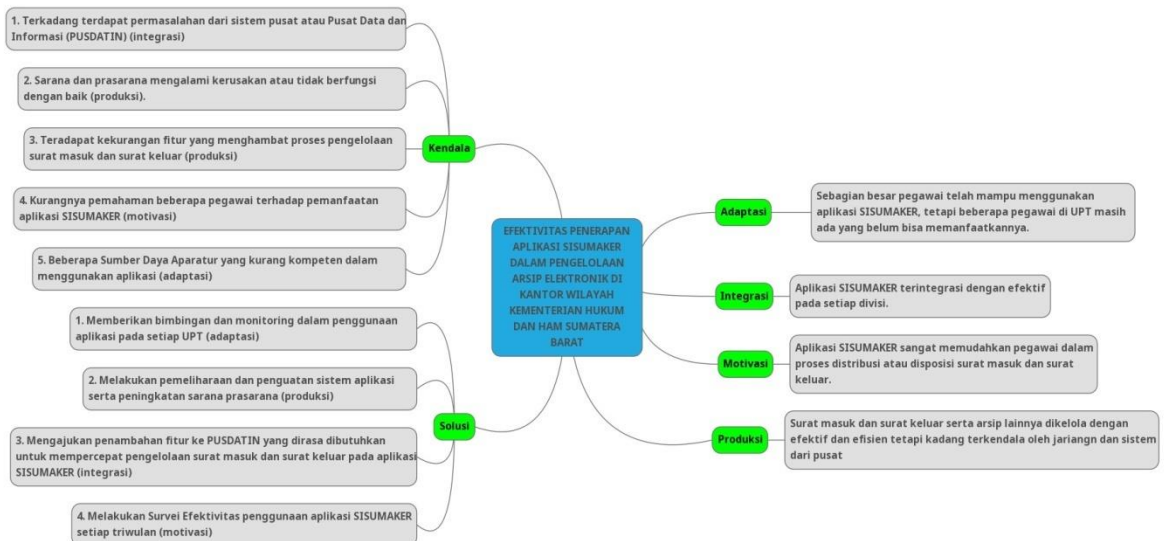 1. Terkadang terdapat permasalahan dari sistem pusat atau Pusat Data dan
Informasi (PUSDATIN) (integrasi)
2. Sarana dan prasarana mengalami kerusakan atau tidak berfungsi
dengan baik (produksi).
3. Teradapat kekurangan fitur yang menghambat proses pengelolaan
surat masuk dan surat keluar (produksi)
4. Kurangnya pemahaman beberapa pegawai terhadap pemanfaatan
aplikasi SISUMAKER (motivasi)
5. Beberapa Sumber Daya Aparatur yang kurang kompeten dalam
menggunakan aplikasi (adaptasi)
Kendala
1. Memberikan bimbingan dan monitoring dalam penggunaan
aplikasi pada setiap UPT (adaptasi)
2. Melakukan pemeliharaan dan penguatan sistem aplikasi
serta peningkatan sarana prasarana (produksi)
3. Mengajukan penambahan fitur ke PUSDATIN yang dirasa dibutuhkan
untuk mempercepat pengelolaan surat masuk dan surat keluar pada aplikasi
SISUMAKER (integrasi)
4. Melakukan Survei Efektivitas penggunaan aplikasi SISUMAKER
setiap triwulan (motivasi)
Solusi
EFEKTIVITAS PENERAPAN
APLIKASI SISUMAKER
DALAM PENGELOLAAN
ARSIP ELEKTRONIK DI
KANTOR WILAYAH
KEMENTERIAN HUKUM
DAN HAM SUMATERA
BARAT
Adaptasi
Sebagian besar pegawai telah mampu menggunakan
aplikasi SISUMAKER, tetapi beberapa pegawai di UPT masih
ada yang belum bisa memanfaatkannya.
Integrasi
Aplikasi SISUMAKER terintegrasi dengan efektif
pada setiap divisi.
Motivasi
Aplikasi SISUMAKER sangat memudahkan pegawai dalam
proses distribusi atau disposisi surat masuk dan surat
keluar.
Produksi
Surat masuk dan surat keluar serta arsip lainnya dikelola dengan
efektif dan efisien tetapi kadang terkendala oleh jariangn dan sistem
dari pusat